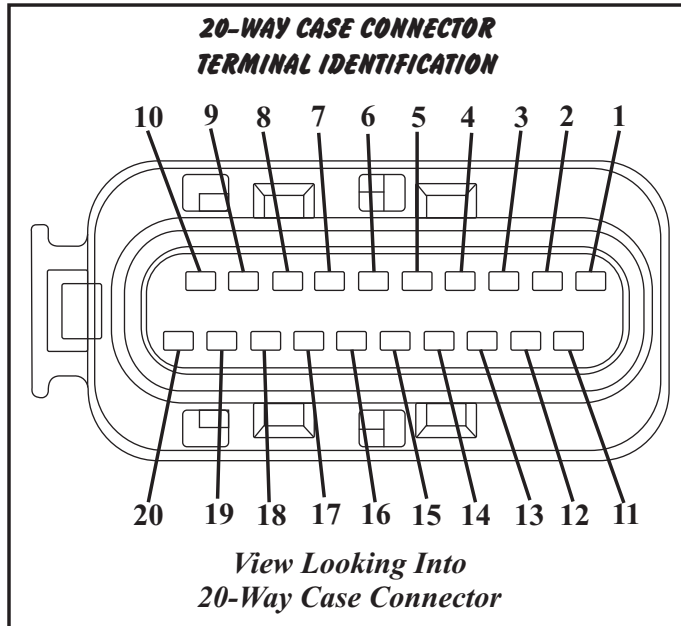 20-WAY CASE CONNECTOR
TERMINAL IDENTIFICATION
10 9 8 7 6 5 4 3 2 1
20 19 18 17 16 15 14 13 12 11
View Looking Into
20-Way Case Connector